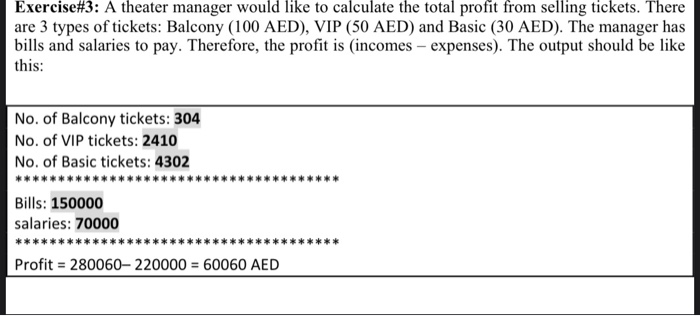 Exercise#3: A theater manager would like to calculate the total profit from selling tickets. There
are 3 types of tickets: Balcony (100 AED), VIP (50 AED) and Basic (30 AED). The manager has
bills and salaries to pay. Therefore, the profit is (incomes – expenses). The output should be like
this:
No. of Balcony tickets: 304
No. of VIP tickets: 2410
No. of Basic tickets: 4302
***************************************
Bills: 150000
salaries: 70000
***************************************
Profit = 280060– 220000 = 60060 AED